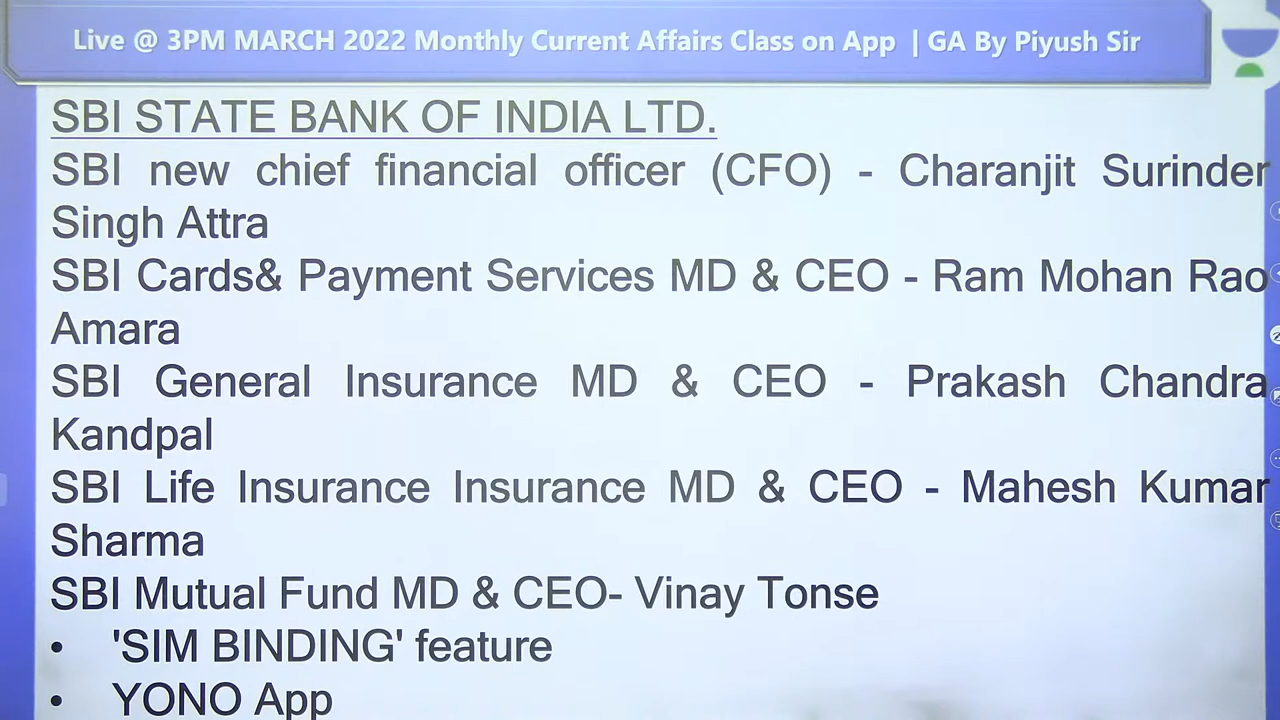 Live @ 3PM MARCH 2022 Monthly Current Affairs Class on App | GA By Piyush Sir
SBI STATE BANK OF INDIA LTD.
SBI new chief financial officer (CFO) - Charanjit Surinder
Singh Attra
SBI Cards& Payment Services MD & CEO - Ram Mohan Rao
Amara
SBI General Insurance MD & CEO - Prakash Chandra
Kandpal
SBI Life Insurance Insurance MD & CEO - Mahesh Kumar
Sharma
SBI Mutual Fund MD & CEO- Vinay Tonse
• 'SIM BINDING' feature
• YONO App